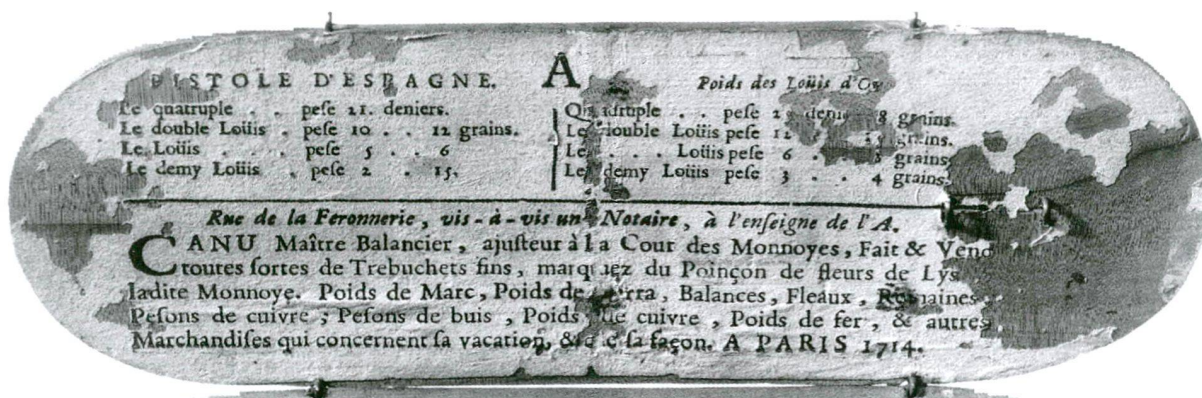 A
PISTOLE D'ESPAGNE.
Le quatruple . . peſe 21. deniers.
Le double Loüis . peſe 10 . . 12 grains.
Le Loüis . . . peſe 5 . . 6
Le demy Loüis . peſe 2 . . 15.
Poids des Loüis d'Or
Quadruple . . peſe deniers 8 grains.
Le double Loüis peſe 12 . grains.
Le . . . Loüis peſe 6 . . grains.
Le demy Loüis peſe 3 . . 4 grains.
Rue de la Feronnerie, vis-à-vis un Notaire, à l'enſeigne de l'A.
CANU Maître Balancier, ajuſteur à la Cour des Monnoyes, Fait & Vend
toutes ſortes de Trebuchets fins, marquez du Poinçon de fleurs de Lys
ladite Monnoye. Poids de Marc, Poids de Balances, Fleaux, Romaines
Peſons de cuivre ; Peſons de buis , Poids de cuivre , Poids de fer, & autres
Marchandiſes qui concernent ſa vacation, & de ſa façon. A PARIS 1714.